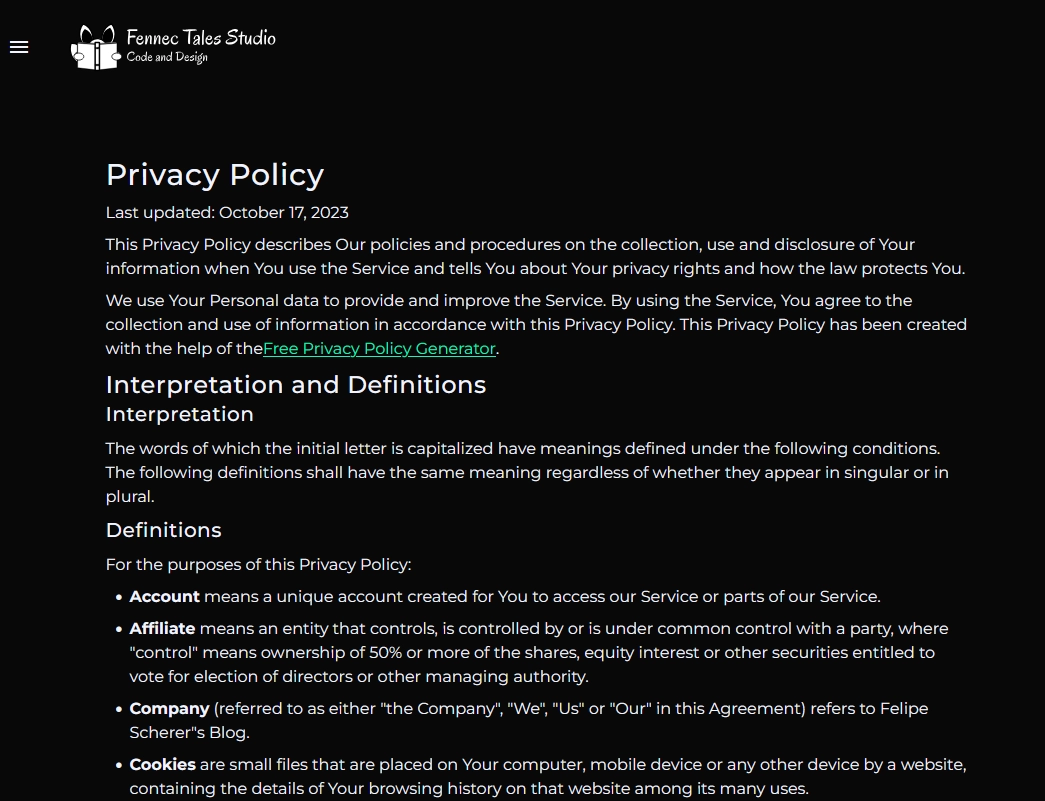 Fennec Tales Studio
Code and Design
Privacy Policy
Last updated: October 17, 2023
This Privacy Policy describes Our policies and procedures on the collection, use and disclosure of Your
information when You use the Service and tells You about Your privacy rights and how the law protects You.
We use Your Personal data to provide and improve the Service. By using the Service, You agree to the
collection and use of information in accordance with this Privacy Policy. This Privacy Policy has been created
with the help of theFree Privacy Policy Generator.
Interpretation and Definitions
Interpretation
The words of which the initial letter is capitalized have meanings defined under the following conditions.
The following definitions shall have the same meaning regardless of whether they appear in singular or in
plural.
Definitions
For the purposes of this Privacy Policy:
• Account means a unique account created for You to access our Service or parts of our Service.
• Affiliate means an entity that controls, is controlled by or is under common control with a party, where
"control" means ownership of 50% or more of the shares, equity interest or other securities entitled to
vote for election of directors or other managing authority.
• Company (referred to as either "the Company", "We", "Us" or "Our" in this Agreement) refers to Felipe
Scherer"s Blog.
• Cookies are small files that are placed on Your computer, mobile device or any other device by a website,
containing the details of Your browsing history on that website among its many uses.